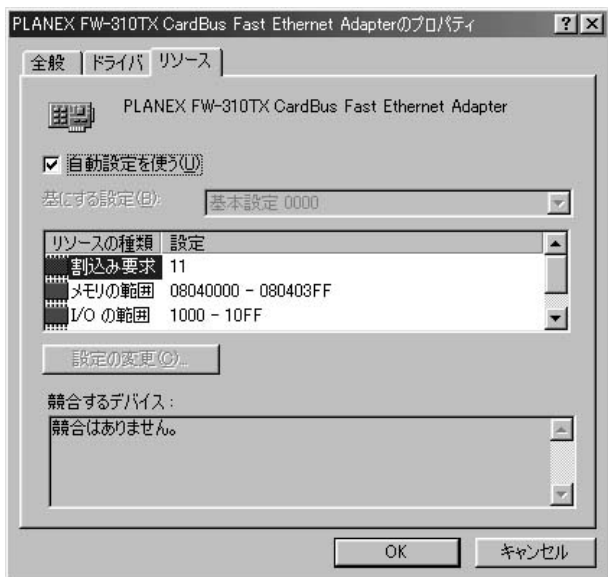 PLANEX FW-310TX CardBus Fast Ethernet Adapterのプロパティ
全般 ドライバ リソース
PLANEX FW-310TX CardBus Fast Ethernet Adapter
自動設定を使う(U)
基にする設定(B): 基本設定 0000
リソースの種類 設定
割込み要求 11
メモリの範囲 08040000 - 080403FF
I/O の範囲 1000 - 10FF
設定の変更(C)...
競合するデバイス:
競合はありません。
OK キャンセル